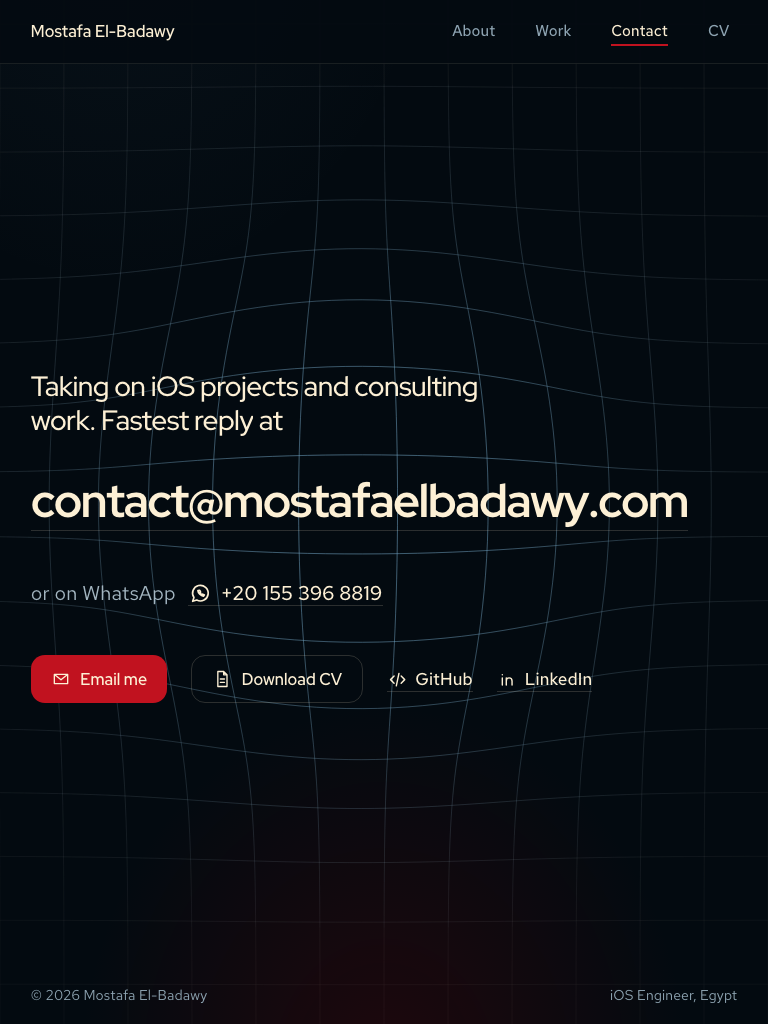 Mostafa El-Badawy
About
Work
Contact
CV
Taking on iOS projects and consulting
work. Fastest reply at
contact@mostafaelbadawy.com
or on WhatsApp +20 155 396 8819
Email me
Download CV
GitHub
in LinkedIn
© 2026 Mostafa El-Badawy
iOS Engineer, Egypt